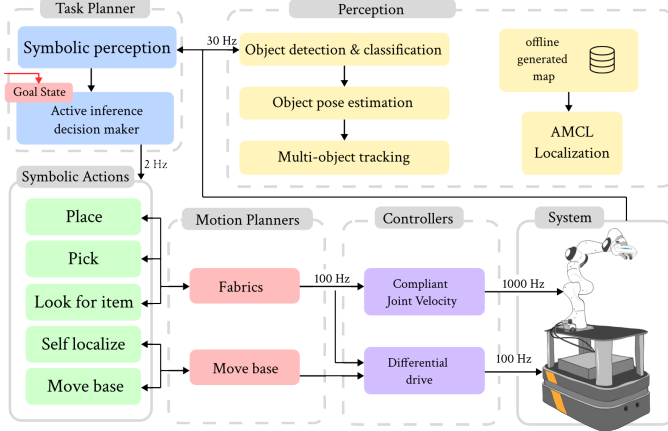 Task Planner
Perception
Symbolic perception
30 Hz
Object detection & classification
offline
generated
map
Goal State
Active inference
decision maker
Object pose estimation
AMCL
Localization
Multi-object tracking
2 Hz
Symbolic Actions
Place
Pick
Look for item
Self localize
Move base
Motion Planners
Controllers
System
Fabrics
100 Hz
Compliant
Joint Velocity
1000 Hz
Move base
Differential
drive
100 Hz